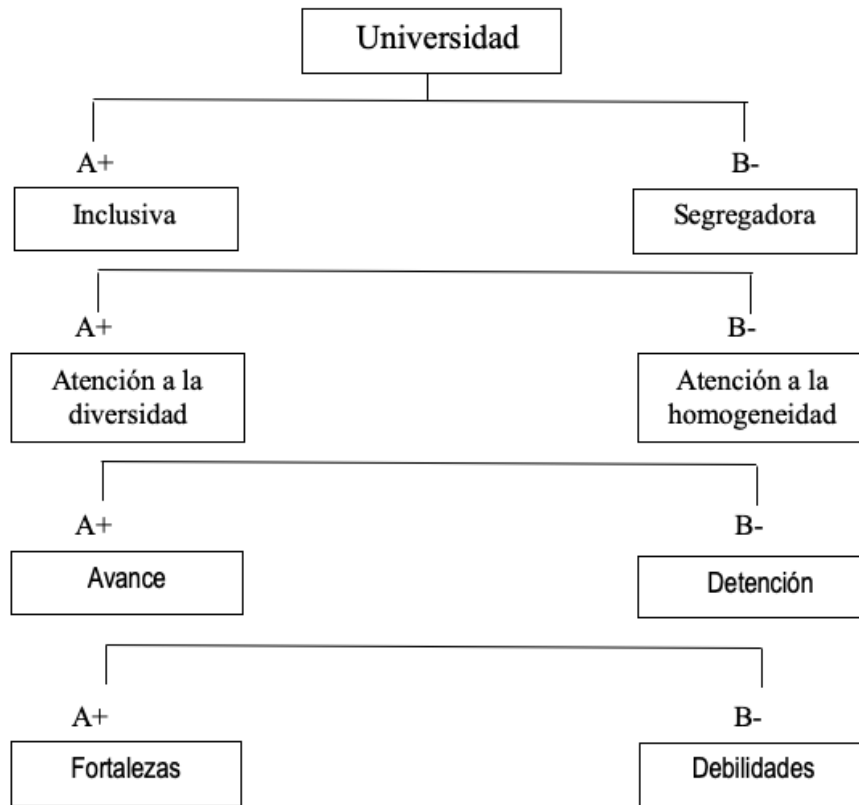 Universidad
A+
B-
Inclusiva
Segregadora
A+
B-
Atención a la
diversidad
Atención a la
homogeneidad
A+
B-
Avance
Detención
A+
B-
Fortalezas
Debilidades